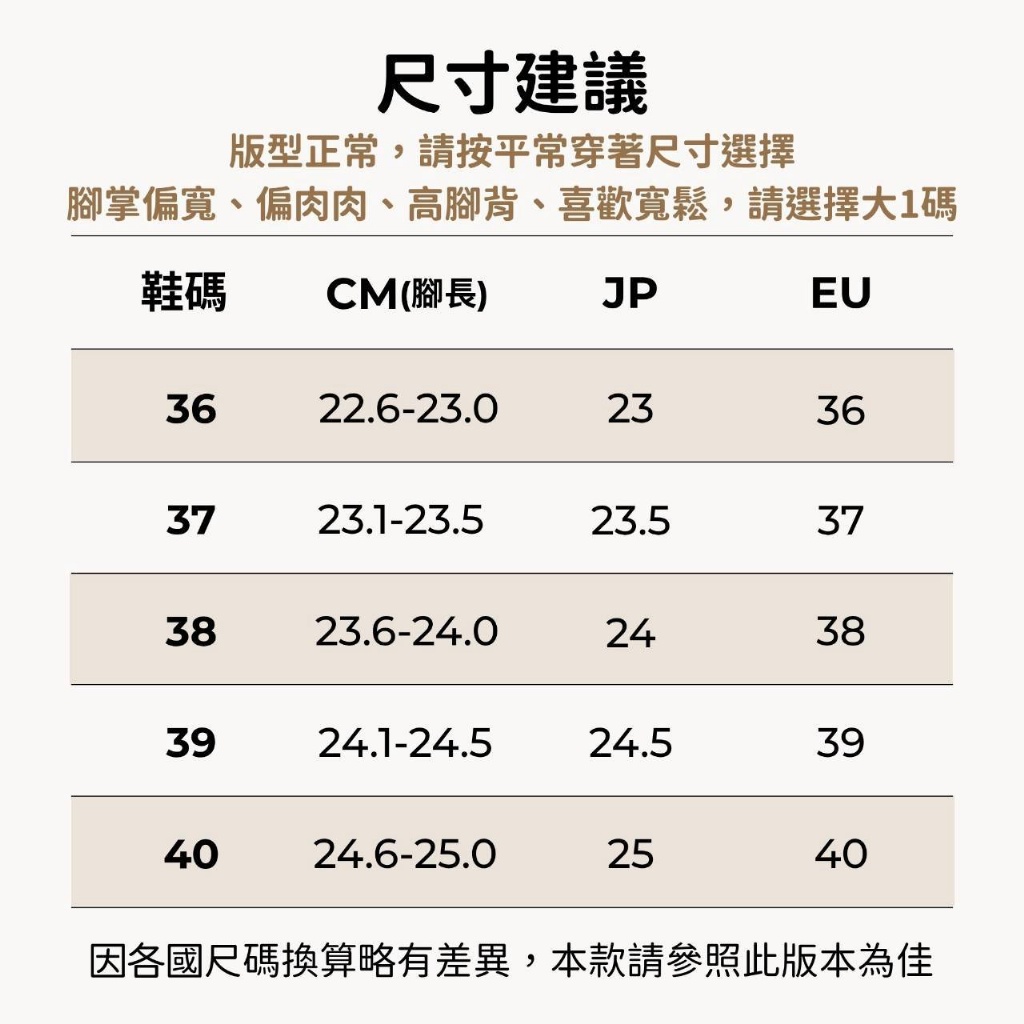 尺寸建議
版型正常，請按平常穿著尺寸選擇
腳掌偏寬、偏肉肉、高腳背、喜歡寬鬆，請選擇大1碼
鞋碼 CM(腳長) JP EU
36 22.6-23.0 23 36
37 23.1-23.5 23.5 37
38 23.6-24.0 24 38
39 24.1-24.5 24.5 39
40 24.6-25.0 25 40
因各國尺碼換算略有差異，本款請參照此版本為佳